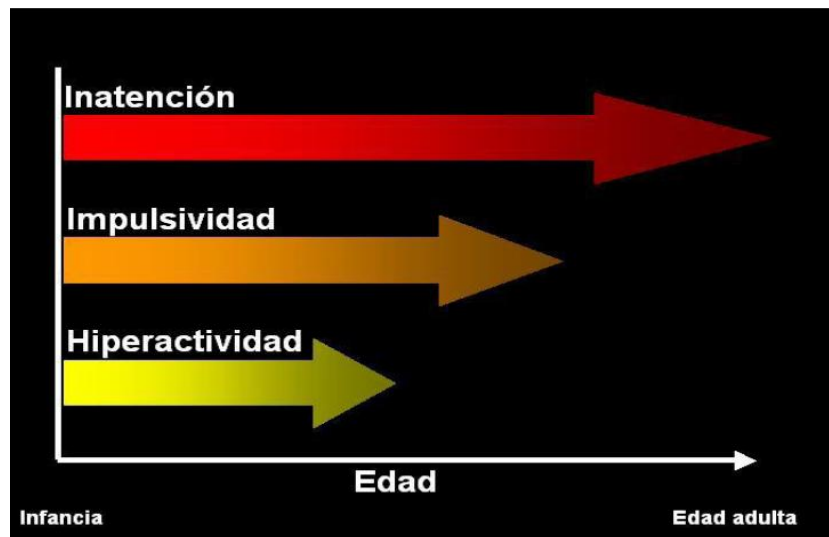 Inatención
Impulsividad
Hiperactividad
Edad
Infancia
Edad adulta